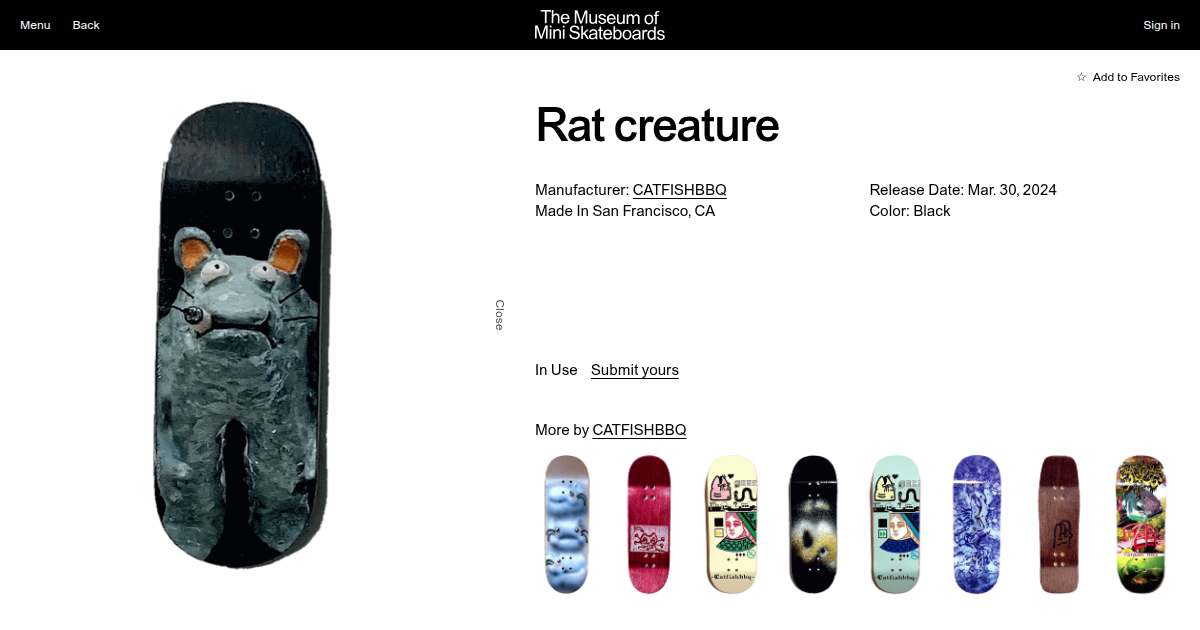 Menu
Back
The Museum of
Mini Skateboards
Sign in
☆ Add to Favorites
Rat creature
Manufacturer: CATFISHBBQ
Made In San Francisco, CA
Release Date: Mar. 30, 2024
Color: Black
Close
In Use
Submit yours
More by CATFISHBBQ